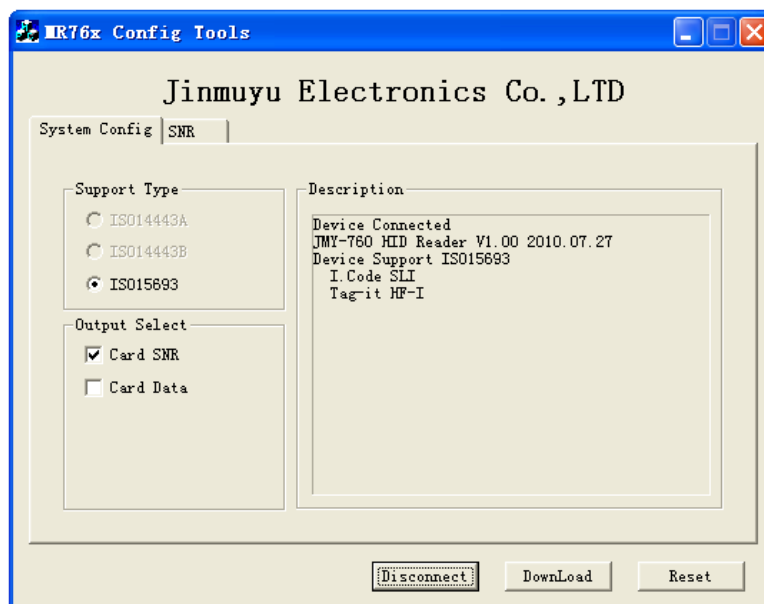 MR76x Config Tools
Jinmuyu Electronics Co.,LTD
System Config
SNR
Support Type
ISO14443A
ISO14443B
ISO15693
Output Select
Card SNR
Card Data
Description
Device Connected
JMY-760 HID Reader V1.00 2010.07.27
Device Support ISO15693
I.Code SLI
Tag-it HF-I
Disconnect
DownLoad
Reset